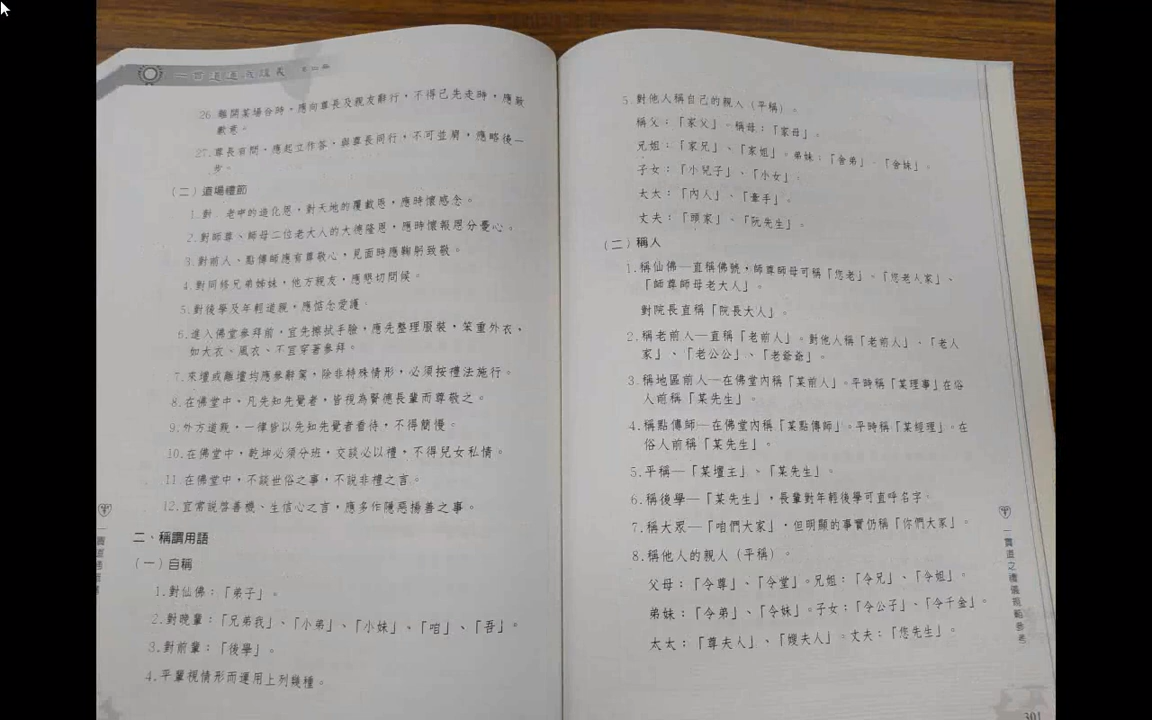 一貫道道義疏義 卷二
26.離開某場合時，應向尊長及親友辭行，不得已先走時，應致
歉意。
27.尊長有問，應起立作答，與尊長同行，不可並肩，應略後一
步。
（二）道場禮節
1.對　老申的造化恩，對天地的覆載恩，應時懷感念。
2.對師尊、師母二位老大人的大德隆恩，應時懷報恩分憂心。
3.對前人、點傳師應有尊敬心，見面時應鞠躬致敬。
4.對同修兄弟姊妹，他方親友，應懇切問候。
5.對後學及年輕道親，應惦念愛護。
6.進入佛堂參拜前，宜先擦拭手臉，應先整理服裝，笨重外衣、
如大衣、風衣、不宜穿著參拜。
7.來壇或離壇均應參辭駕，除非特殊情形，必須按禮法施行。
8.在佛堂中，凡先知先覺者，皆視為賢德長輩而尊敬之。
9.外方道親，一律皆以先知先覺者看待，不得簡慢。
10.在佛堂中，乾坤必須分班，交談必以禮，不得兒女私情。
11.在佛堂中，不談世俗之事，不說非禮之言。
12.宜常說啓善機、生信心之言，應多作隱惡揚善之事。
二、稱謂用語
（一）自稱
1.對仙佛：「弟子」。
2.對晚輩：「兄弟我」、「小弟」、「小妹」、「咱」、「吾」。
3.對前輩：「後學」。
4.平輩視情形而運用上列幾種。
5.對他人稱自己的親人（平稱）。
稱父：「家父」。稱母：「家母」。
兄姐：「家兄」、「家姐」。弟妹：「舍弟」、「舍妹」。
子女：「小兒子」、「小女」。
太太：「內人」、「牽手」。
丈夫：「頭家」、「阮先生」。
（二）稱人
1.稱仙佛—直稱佛號，師尊師母可稱「您老」。「您老人家」、
「師尊師母老大人」。
對院長直稱「院長大人」。
2.稱老前人—直稱「老前人」。對他人稱「老前人」、「老人
家」、「老公公」、「老爺爺」。
3.稱地區前人—在佛堂內稱「某前人」。平時稱「某理事」在俗
人前稱「某先生」。
4.稱點傳師—在佛堂內稱「某點傳師」。平時稱「某經理」。在
俗人前稱「某先生」。
5.平稱—「某壇主」、「某先生」。
6.稱後學—「某先生」，長輩對年輕後學可直呼名字。
7.稱大眾—「咱們大家」，但明顯的事實仍稱「你們大家」。
8.稱他人的親人（平稱）。
父母：「令尊」、「令堂」。兄姐：「令兄」、「令姐」。
弟妹：「令弟」、「令妹」。子女：「令公子」、「令千金」。
太太：「尊夫人」、「嫂夫人」。丈夫：「您先生」。
一貫道之禮儀規範參考
301